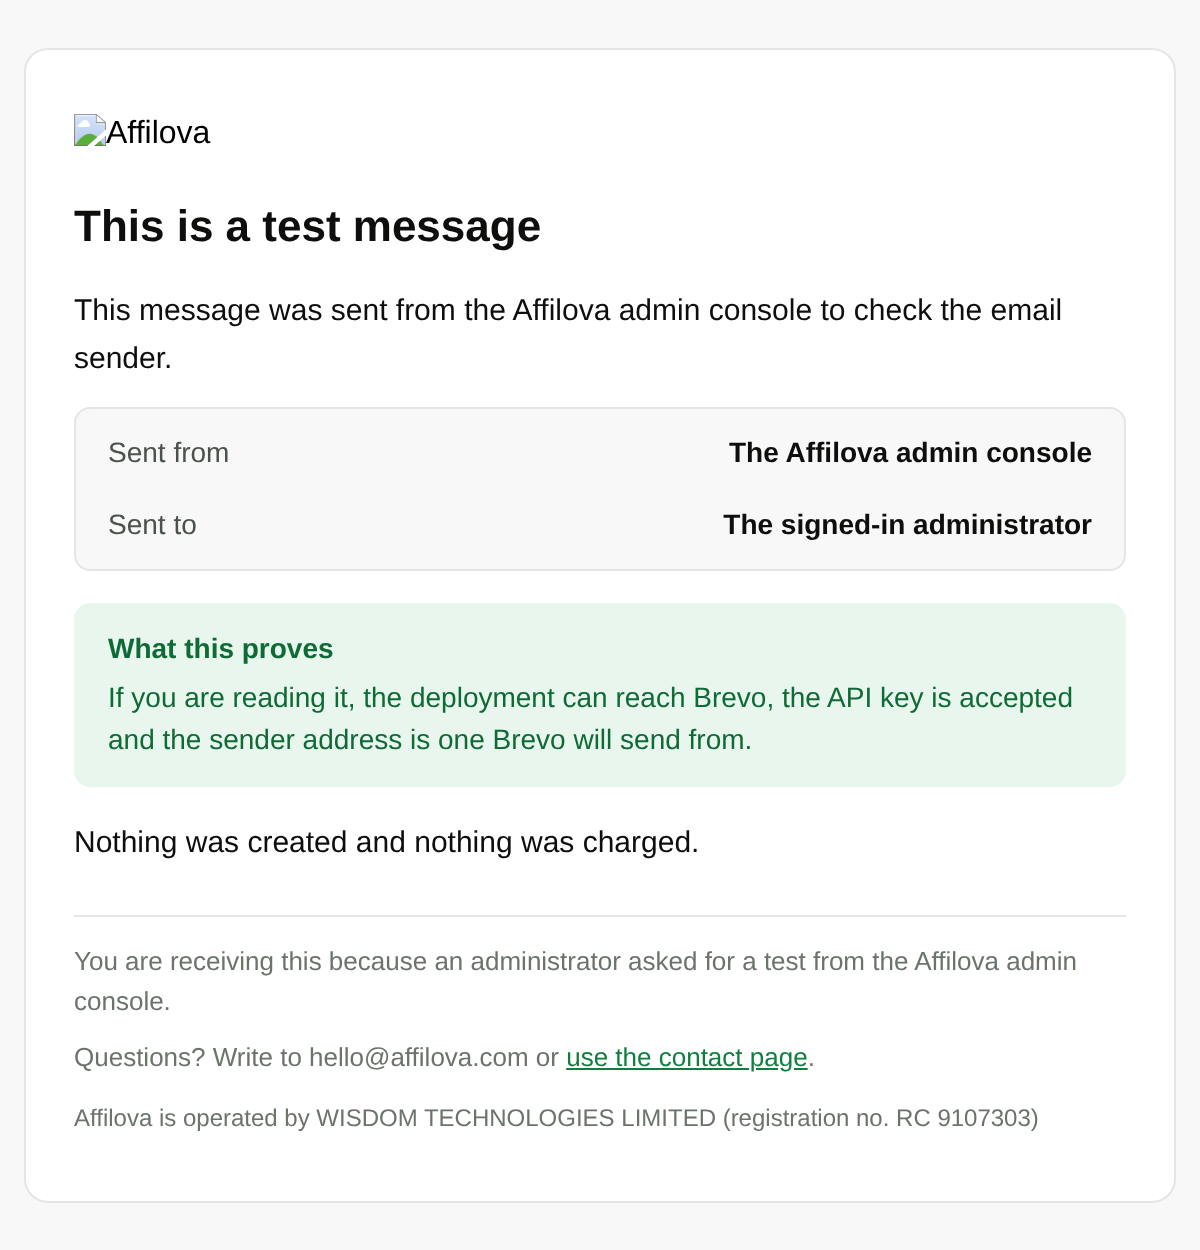 Affilova
This is a test message
This message was sent from the Affilova admin console to check the email
sender.
Sent from The Affilova admin console
Sent to The signed-in administrator
What this proves
If you are reading it, the deployment can reach Brevo, the API key is accepted
and the sender address is one Brevo will send from.
Nothing was created and nothing was charged.
You are receiving this because an administrator asked for a test from the Affilova admin
console.
Questions? Write to hello@affilova.com or use the contact page.
Affilova is operated by WISDOM TECHNOLOGIES LIMITED (registration no. RC 9107303)